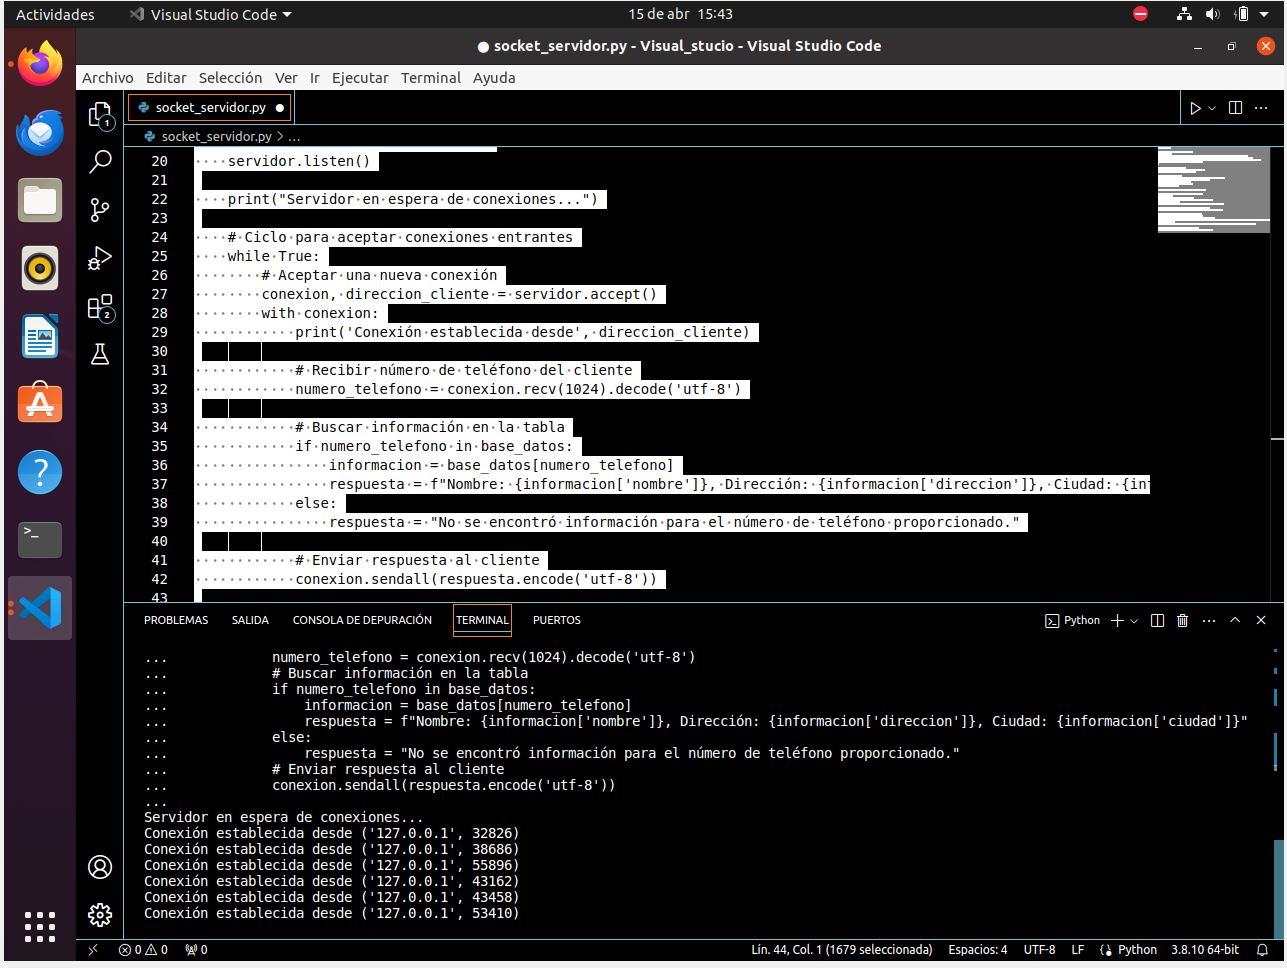 Actividades
Visual Studio Code
15 de abr 15:43
● socket_servidor.py - Visual_stucio - Visual Studio Code
Archivo Editar Selección Ver Ir Ejecutar Terminal Ayuda
socket_servidor.py ●
socket_servidor.py > ...
1
2
20 servidor.listen()
21
22 print("Servidor en espera de conexiones...")
23
24 # Ciclo para aceptar conexiones entrantes
25 while True:
26 # Aceptar una nueva conexión
27 conexion, direccion_cliente = servidor.accept()
28 with conexion:
29 print('Conexión establecida desde', direccion_cliente)
30
31 # Recibir número de teléfono del cliente
32 numero_telefono = conexion.recv(1024).decode('utf-8')
33
34 # Buscar información en la tabla
35 if numero_telefono in base_datos:
36 informacion = base_datos[numero_telefono]
37 respuesta = f"Nombre: {informacion['nombre']}, Dirección: {informacion['direccion']}, Ciudad: {in
38 else:
39 respuesta = "No se encontró información para el número de teléfono proporcionado."
40
41 # Enviar respuesta al cliente
42 conexion.sendall(respuesta.encode('utf-8'))
43
PROBLEMAS SALIDA CONSOLA DE DEPURACIÓN TERMINAL PUERTOS
Python
... numero_telefono = conexion.recv(1024).decode('utf-8')
... # Buscar información en la tabla
... if numero_telefono in base_datos:
... informacion = base_datos[numero_telefono]
... respuesta = f"Nombre: {informacion['nombre']}, Dirección: {informacion['direccion']}, Ciudad: {informacion['ciudad']}"
... else:
... respuesta = "No se encontró información para el número de teléfono proporcionado."
... # Enviar respuesta al cliente
... conexion.sendall(respuesta.encode('utf-8'))
...
Servidor en espera de conexiones...
Conexión establecida desde ('127.0.0.1', 32826)
Conexión establecida desde ('127.0.0.1', 38686)
Conexión establecida desde ('127.0.0.1', 55896)
Conexión establecida desde ('127.0.0.1', 43162)
Conexión establecida desde ('127.0.0.1', 43458)
Conexión establecida desde ('127.0.0.1', 53410)
0 0 0 Lín. 44, Col. 1 (1679 seleccionada) Espacios: 4 UTF-8 LF Python 3.8.10 64-bit